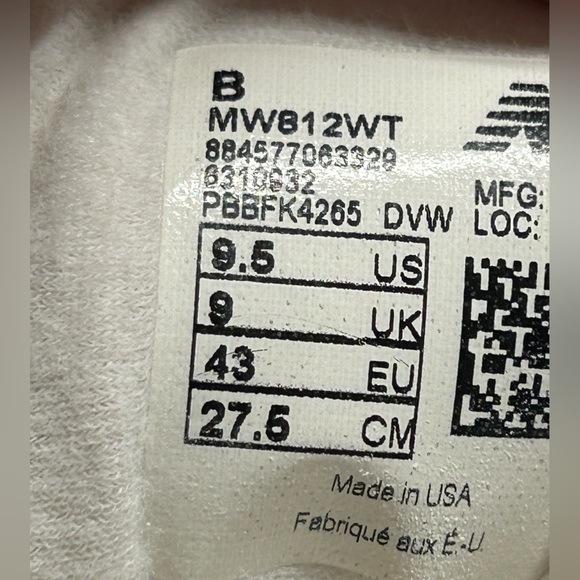 B
MW812WT
884577063329
6310932
PBBFK4265 DVW
MFG:
LOC:
9.5 US
9 UK
43 EU
27.5 CM
Made in USA
Fabriqué aux É-U